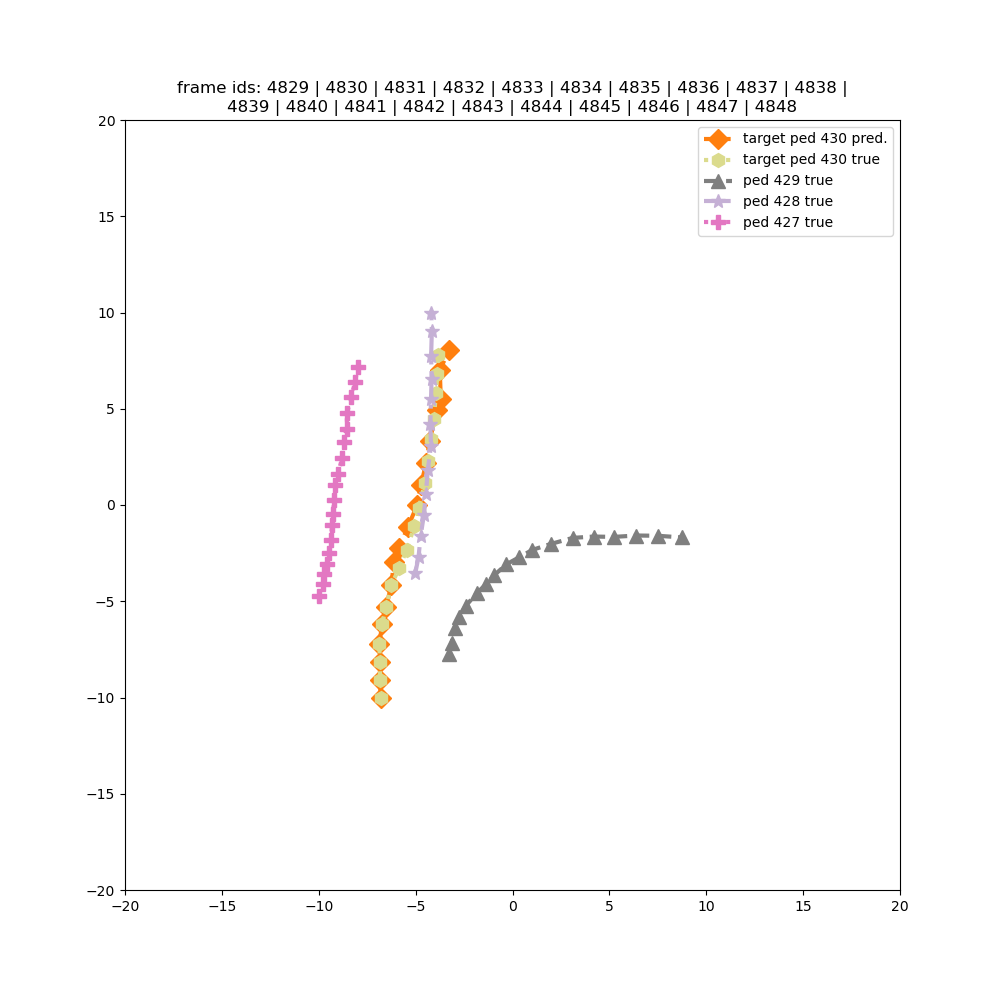 frame ids: 4829 | 4830 | 4831 | 4832 | 4833 | 4834 | 4835 | 4836 | 4837 | 4838 |
4839 | 4840 | 4841 | 4842 | 4843 | 4844 | 4845 | 4846 | 4847 | 4848
target ped 430 pred.
target ped 430 true
ped 429 true
ped 428 true
ped 427 true
20
15
10
5
0
−5
−10
−15
−20
−20 −15 −10 −5 0 5 10 15 20